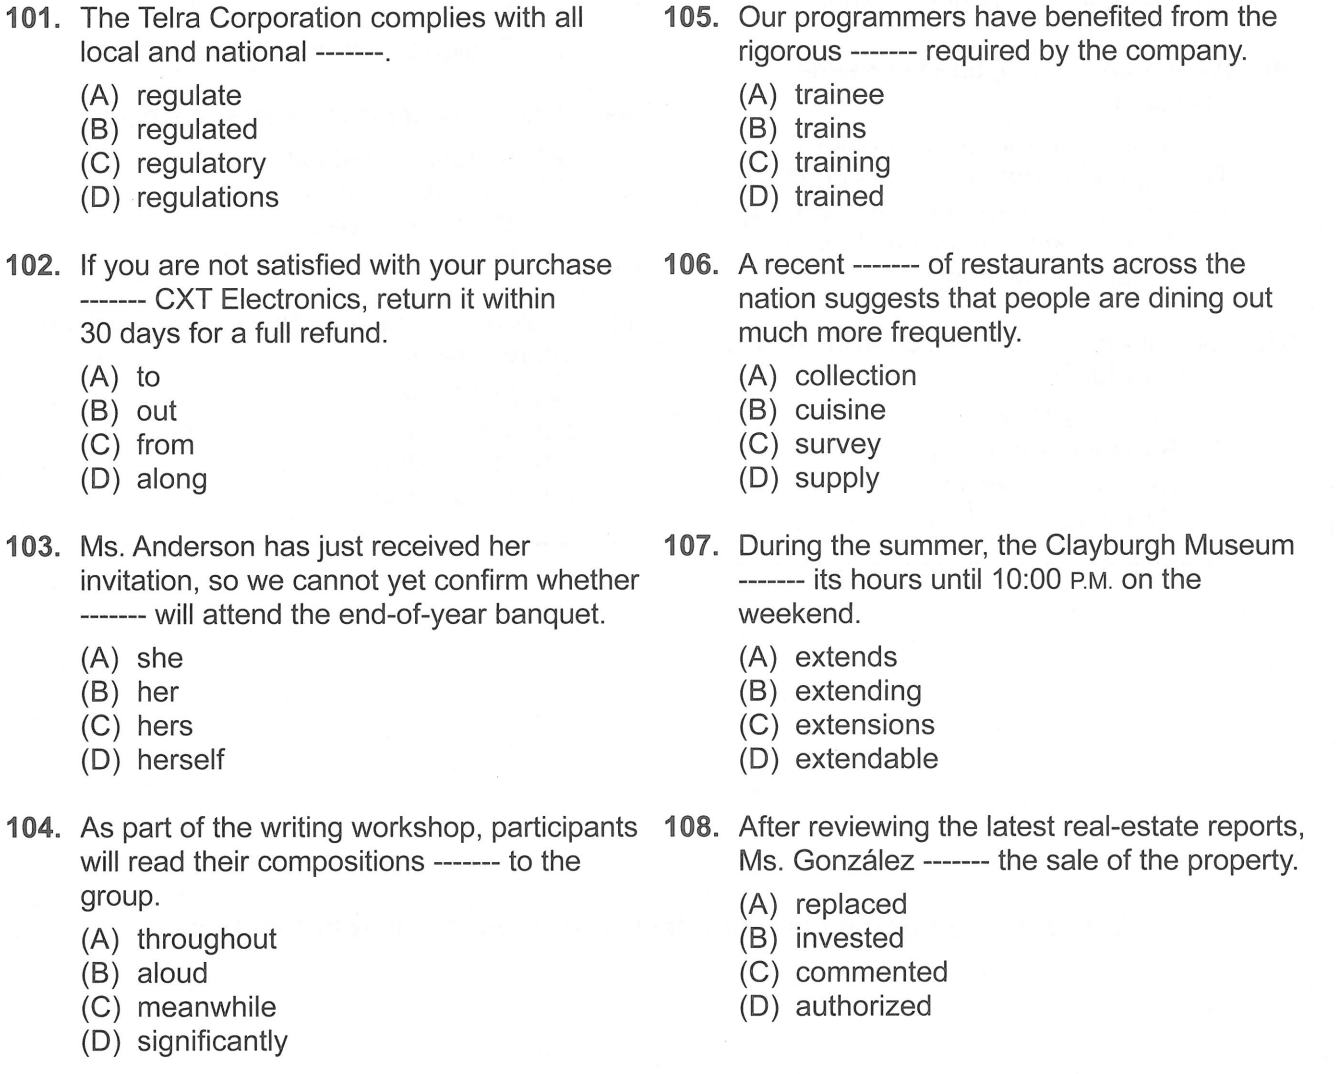 101. The Telra Corporation complies with all
local and national -------.
(A) regulate
(B) regulated
(C) regulatory
(D) regulations
102. If you are not satisfied with your purchase
------- CXT Electronics, return it within
30 days for a full refund.
(A) to
(B) out
(C) from
(D) along
103. Ms. Anderson has just received her
invitation, so we cannot yet confirm whether
------- will attend the end-of-year banquet.
(A) she
(B) her
(C) hers
(D) herself
104. As part of the writing workshop, participants
will read their compositions ------- to the
group.
(A) throughout
(B) aloud
(C) meanwhile
(D) significantly
105. Our programmers have benefited from the
rigorous ------- required by the company.
(A) trainee
(B) trains
(C) training
(D) trained
106. A recent ------- of restaurants across the
nation suggests that people are dining out
much more frequently.
(A) collection
(B) cuisine
(C) survey
(D) supply
107. During the summer, the Clayburgh Museum
------- its hours until 10:00 P.M. on the
weekend.
(A) extends
(B) extending
(C) extensions
(D) extendable
108. After reviewing the latest real-estate reports,
Ms. González ------- the sale of the property.
(A) replaced
(B) invested
(C) commented
(D) authorized